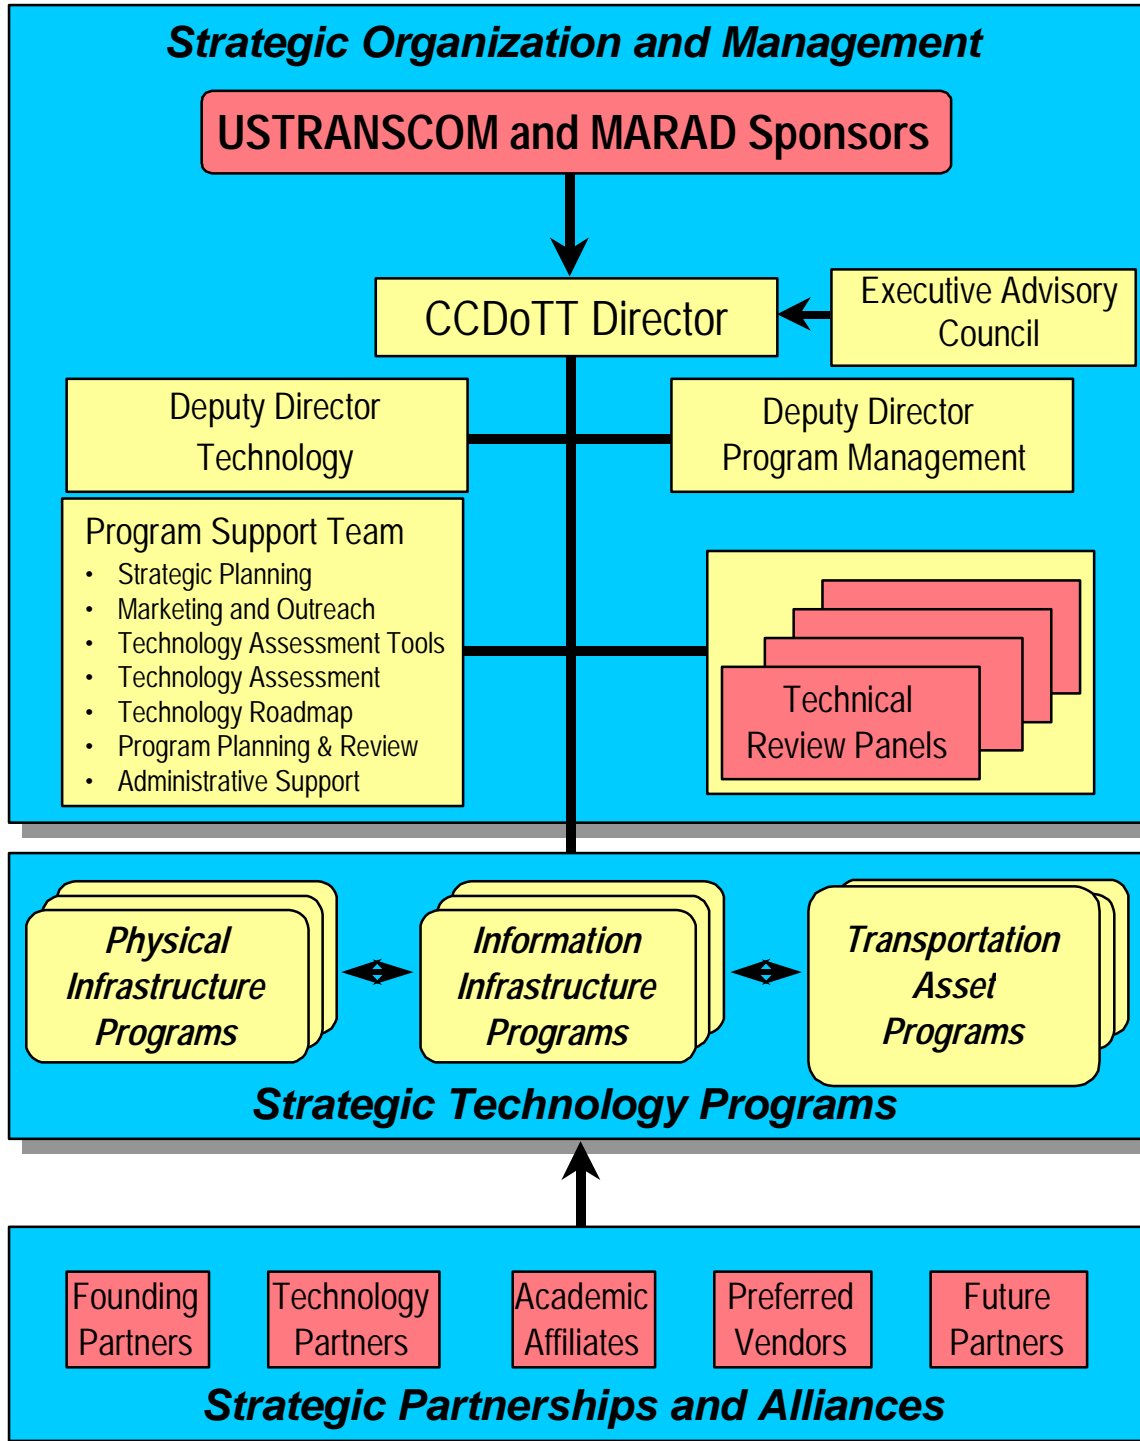 Strategic Organization and Management
USTRANSCOM and MARAD Sponsors
CCDoTT Director
Executive Advisory
Council
Deputy Director
Technology
Deputy Director
Program Management
Program Support Team
• Strategic Planning
• Marketing and Outreach
• Technology Assessment Tools
• Technology Assessment
• Technology Roadmap
• Program Planning & Review
• Administrative Support
Technical
Review Panels
Physical
Infrastructure
Programs
Information
Infrastructure
Programs
Transportation
Asset
Programs
Strategic Technology Programs
Founding
Partners
Technology
Partners
Academic
Affiliates
Preferred
Vendors
Future
Partners
Strategic Partnerships and Alliances